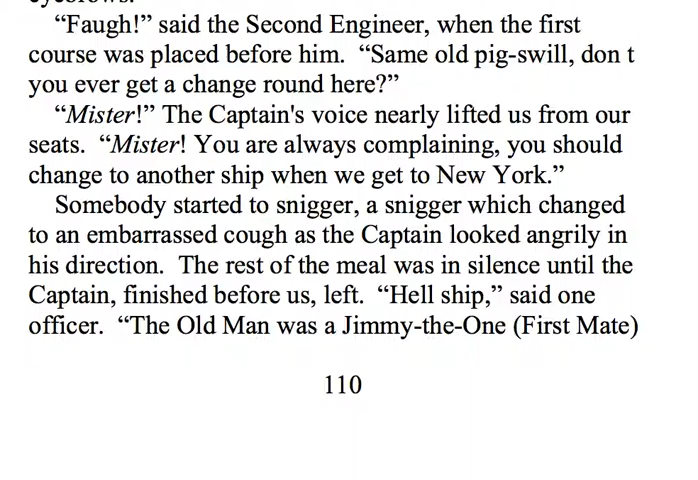 eyebrows.
“Faugh!” said the Second Engineer, when the first
course was placed before him. “Same old pig-swill, don t
you ever get a change round here?”
“Mister!” The Captain's voice nearly lifted us from our
seats. “Mister! You are always complaining, you should
change to another ship when we get to New York.”
Somebody started to snigger, a snigger which changed
to an embarrassed cough as the Captain looked angrily in
his direction. The rest of the meal was in silence until the
Captain, finished before us, left. “Hell ship,” said one
officer. “The Old Man was a Jimmy-the-One (First Mate)
110